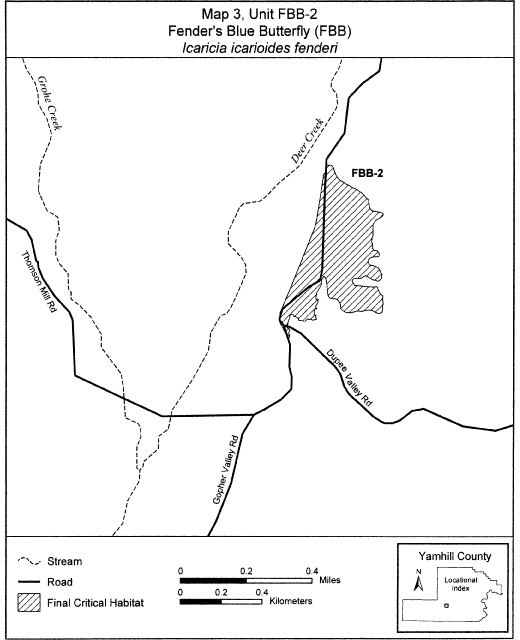 Map 3, Unit FBB-2
Fender's Blue Butterfly (FBB)
Icaricia icarioides fenderi
Grohe Creek
Deer Creek
FBB-2
Thomson Mill Rd
Dupee Valley Rd
Gopher Valley Rd
Stream
Road
Final Critical Habitat
0 0.2 0.4
Miles
0 0.2 0.4
Kilometers
Yamhill County
N
Locational
Index